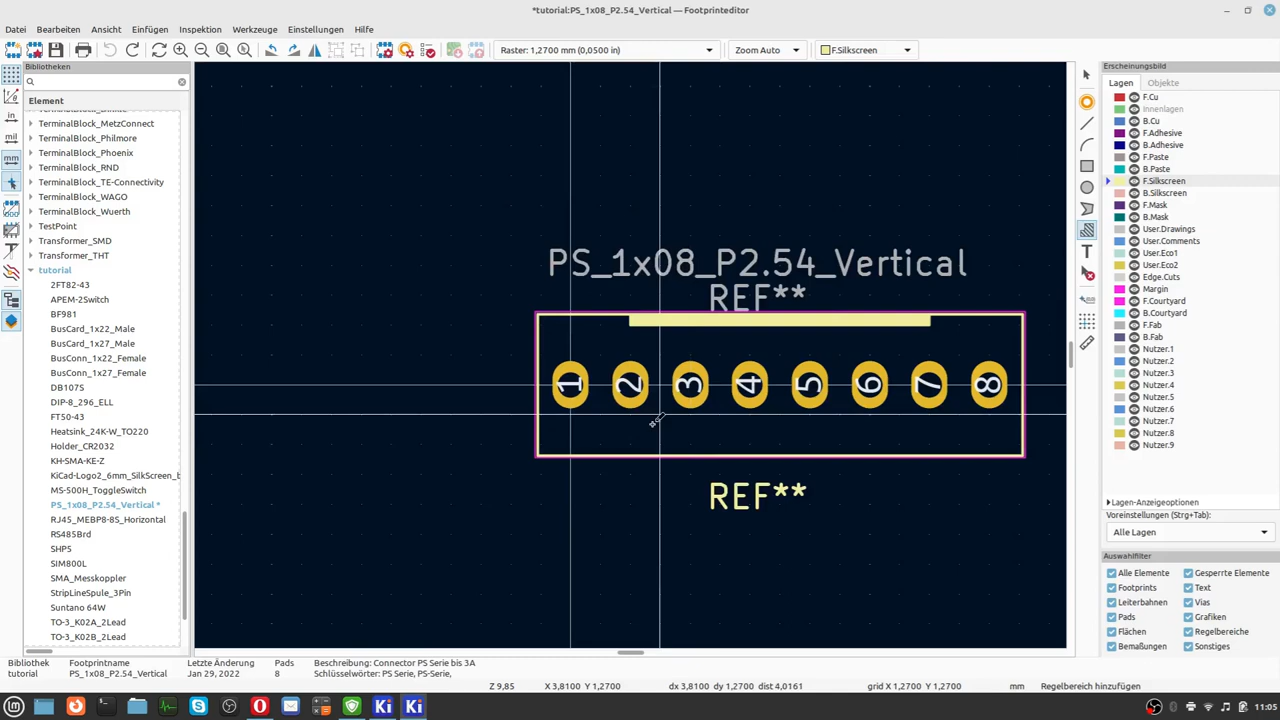 *tutorial:PS_1x08_P2.54_Vertical — Footprinteditor
Datei Bearbeiten Ansicht Einfügen Inspektion Werkzeuge Einstellungen Hilfe
Raster: 1,2700 mm (0,0500 in) Zoom Auto F.Silkscreen
Bibliotheken
Element
TerminalBlock_MetzConnect
TerminalBlock_Philmore
TerminalBlock_Phoenix
TerminalBlock_RND
TerminalBlock_TE-Connectivity
TerminalBlock_WAGO
TerminalBlock_Wuerth
TestPoint
Transformer_SMD
Transformer_THT
tutorial
2FT82-43
APEM-2Switch
BF981
BusCard_1x22_Male
BusCard_1x27_Male
BusConn_1x22_Female
BusConn_1x27_Female
DB107S
DIP-8_296_ELL
FT50-43
Heatsink_24K-W_TO220
Holder_CR2032
KH-SMA-KE-Z
KiCad-Logo2_6mm_SilkScreen_b
MS-500H_ToggleSwitch
PS_1x08_P2.54_Vertical *
RJ45_MEBP8-8S_Horizontal
RS485Brd
SHP5
SIM800L
SMA_Messkoppler
StripLineSpule_3Pin
Suntano 64W
TO-3_K02A_2Lead
TO-3_K02B_2Lead
in
mil
mm
PS_1x08_P2.54_Vertical
REF**
1 2 3 4 5 6 7 8
REF**
Erscheinungsbild
Lagen Objekte
F.Cu
Innenlagen
B.Cu
F.Adhesive
B.Adhesive
F.Paste
B.Paste
F.Silkscreen
B.Silkscreen
F.Mask
B.Mask
User.Drawings
User.Comments
User.Eco1
User.Eco2
Edge.Cuts
Margin
F.Courtyard
B.Courtyard
F.Fab
B.Fab
Nutzer.1
Nutzer.2
Nutzer.3
Nutzer.4
Nutzer.5
Nutzer.6
Nutzer.7
Nutzer.8
Nutzer.9
Lagen-Anzeigeoptionen
Voreinstellungen (Strg+Tab):
Alle Lagen
Auswahlfilter
Alle Elemente Gesperrte Elemente
Footprints Text
Leiterbahnen Vias
Pads Grafiken
Flächen Regelbereiche
Bemaßungen Sonstiges
Bibliothek Footprintname Letzte Änderung Pads Beschreibung: Connector PS Serie bis 3A
tutorial PS_1x08_P2.54_Vertical Jan 29, 2022 8 Schlüsselwörter: PS Serie, PS-Serie,
Z 9,85 X 3,8100 Y 1,2700 dx 3,8100 dy 1,2700 dist 4,0161 grid X 1,2700 Y 1,2700 mm Regelbereich hinzufügen
Ki Ki 11:05